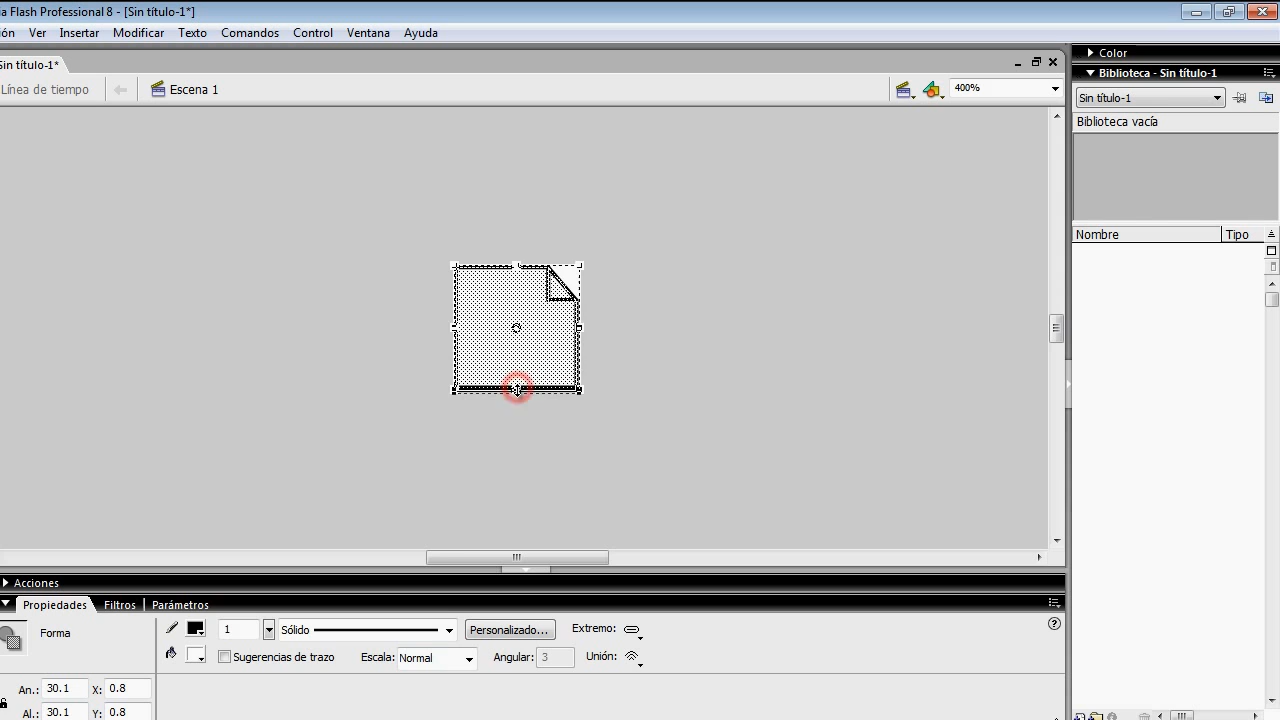 ia Flash Professional 8 - [Sin título-1*]
ión Ver Insertar Modificar Texto Comandos Control Ventana Ayuda
Sin título-1*
Línea de tiempo Escena 1 400%
Color
Biblioteca - Sin título-1
Sin título-1
Biblioteca vacía
Nombre Tipo
Acciones
Propiedades Filtros Parámetros
Forma
1 Sólido Personalizado... Extremo:
Sugerencias de trazo Escala: Normal Angular: 3 Unión:
An.: 30.1 X: 0.8
Al.: 30.1 Y: 0.8